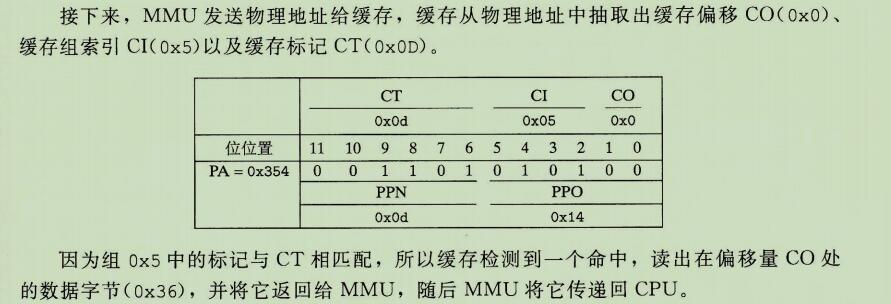 接下来，MMU 发送物理地址给缓存，缓存从物理地址中抽取出缓存偏移 CO(0x0)、
缓存组索引 CI(0x5)以及缓存标记 CT(0x0D)。
CT CI CO
0x0d 0x05 0x0
位位置 11 10 9 8 7 6 5 4 3 2 1 0
PA = 0x354 0 0 1 1 0 1 0 1 0 1 0 0
PPN PPO
0x0d 0x14
因为组 0x5 中的标记与 CT 相匹配，所以缓存检测到一个命中，读出在偏移量 CO 处
的数据字节(0x36)，并将它返回给 MMU，随后 MMU 将它传递回 CPU。